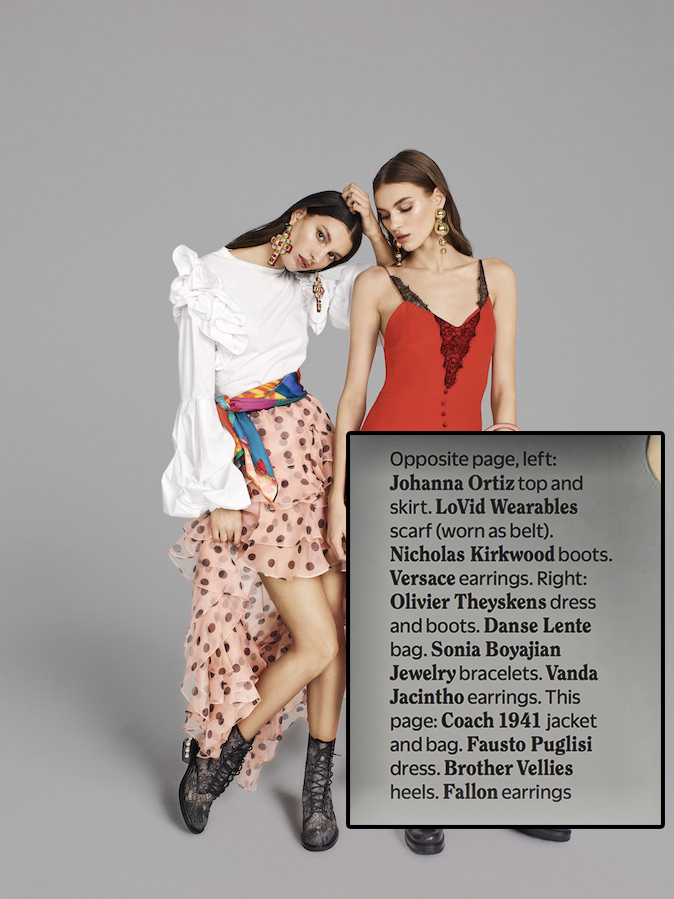 Opposite page, left:
Johanna Ortiz top and
skirt. LoVid Wearables
scarf (worn as belt).
Nicholas Kirkwood boots.
Versace earrings. Right:
Olivier Theyskens dress
and boots. Danse Lente
bag. Sonia Boyajian
Jewelry bracelets. Vanda
Jacintho earrings. This
page: Coach 1941 jacket
and bag. Fausto Puglisi
dress. Brother Vellies
heels. Fallon earrings